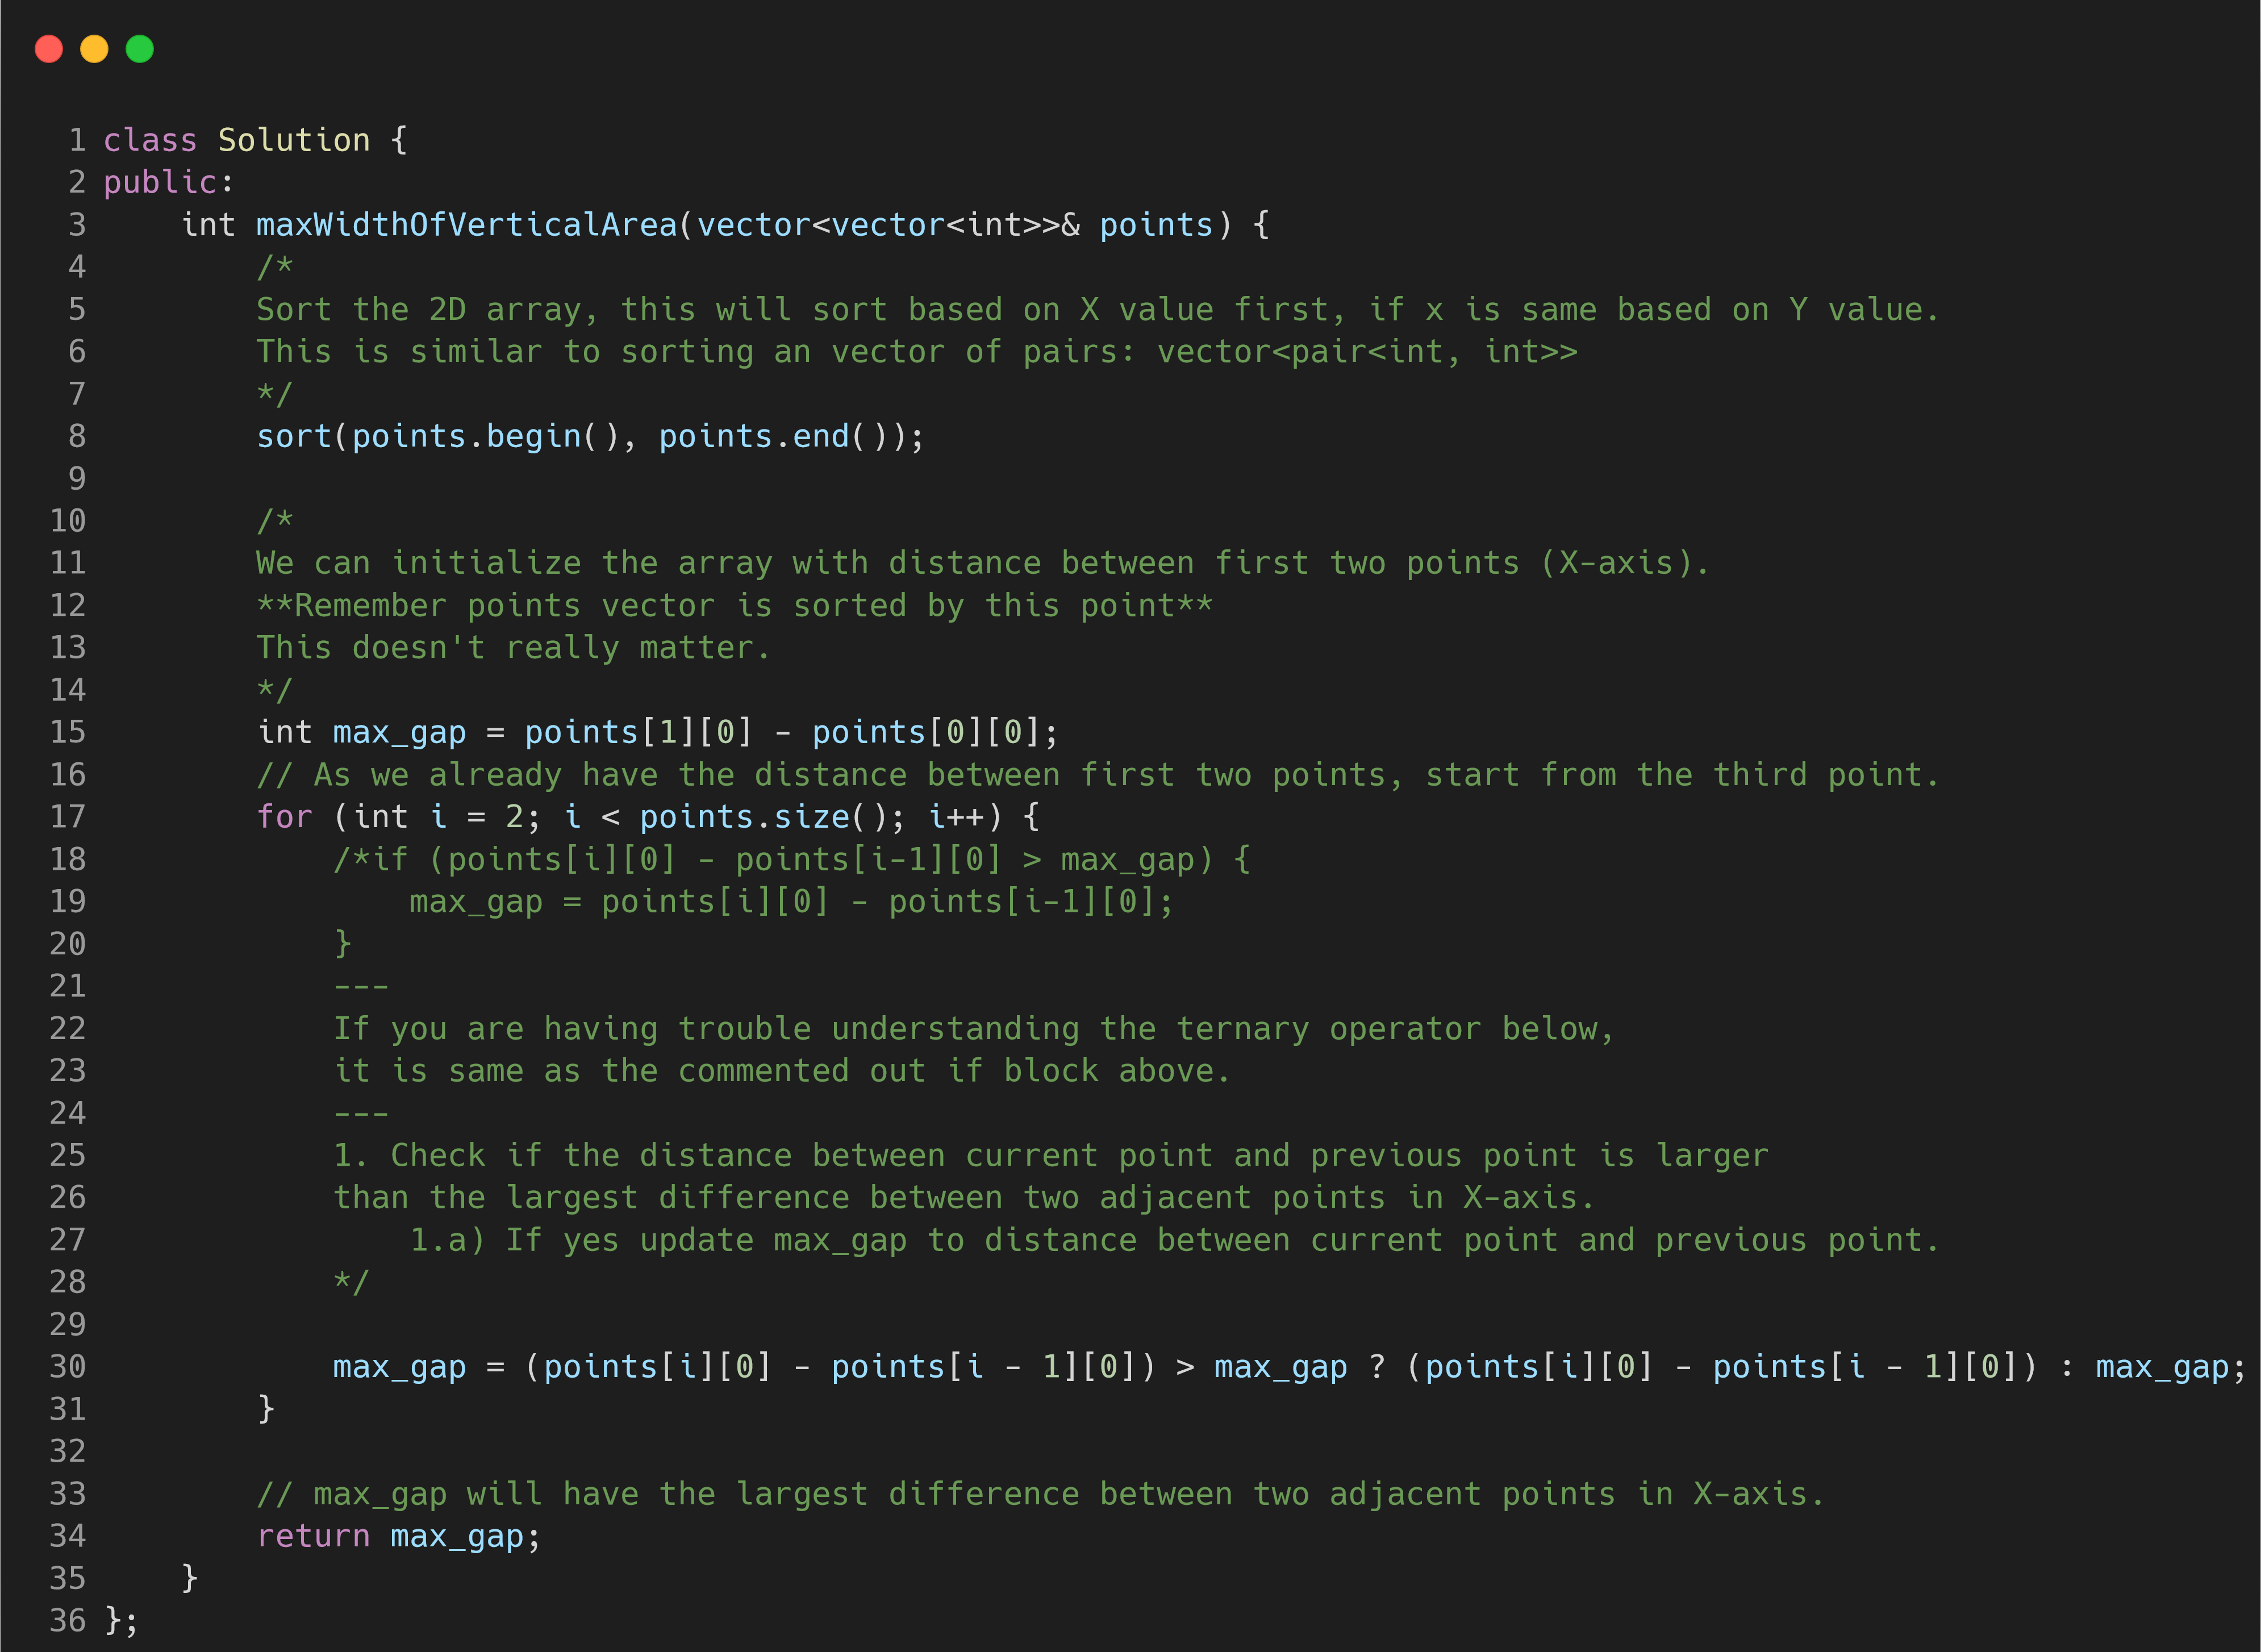 1 class Solution {
2 public:
3     int maxWidthOfVerticalArea(vector<vector<int>>& points) {
4         /*
5         Sort the 2D array, this will sort based on X value first, if x is same based on Y value.
6         This is similar to sorting an vector of pairs: vector<pair<int, int>>
7         */
8         sort(points.begin(), points.end());
9
10         /*
11         We can initialize the array with distance between first two points (X-axis).
12         **Remember points vector is sorted by this point**
13         This doesn't really matter.
14         */
15         int max_gap = points[1][0] - points[0][0];
16         // As we already have the distance between first two points, start from the third point.
17         for (int i = 2; i < points.size(); i++) {
18             /*if (points[i][0] - points[i-1][0] > max_gap) {
19                 max_gap = points[i][0] - points[i-1][0];
20             }
21             ---
22             If you are having trouble understanding the ternary operator below,
23             it is same as the commented out if block above.
24             ---
25             1. Check if the distance between current point and previous point is larger
26             than the largest difference between two adjacent points in X-axis.
27                 1.a) If yes update max_gap to distance between current point and previous point.
28             */
29
30             max_gap = (points[i][0] - points[i - 1][0]) > max_gap ? (points[i][0] - points[i - 1][0]) : max_gap;
31         }
32
33         // max_gap will have the largest difference between two adjacent points in X-axis.
34         return max_gap;
35     }
36 };